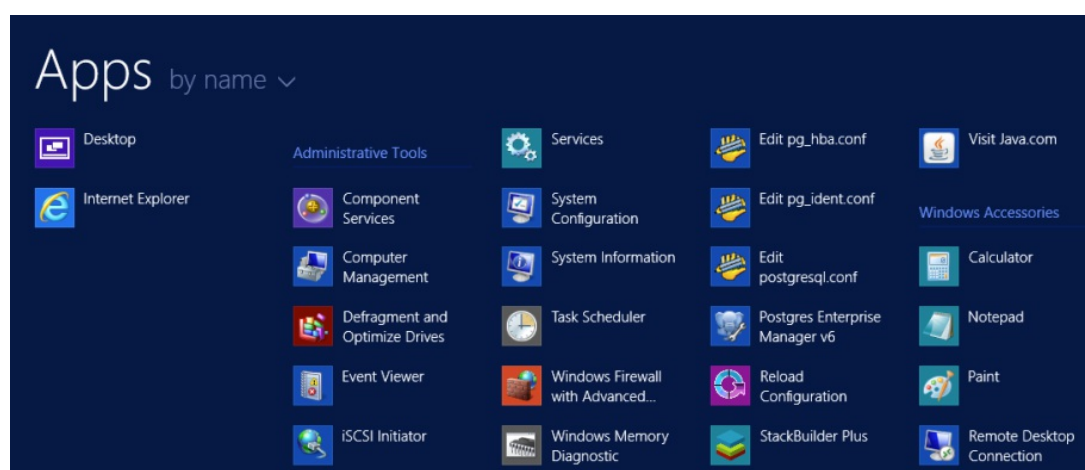 Apps by name
Desktop
Internet Explorer
Administrative Tools
Component
Services
Computer
Management
Defragment and
Optimize Drives
Event Viewer
iSCSI Initiator
Services
System
Configuration
System Information
Task Scheduler
Windows Firewall
with Advanced...
Windows Memory
Diagnostic
Edit pg_hba.conf
Edit pg_ident.conf
Edit
postgresql.conf
Postgres Enterprise
Manager v6
Reload
Configuration
StackBuilder Plus
Visit Java.com
Windows Accessories
Calculator
Notepad
Paint
Remote Desktop
Connection